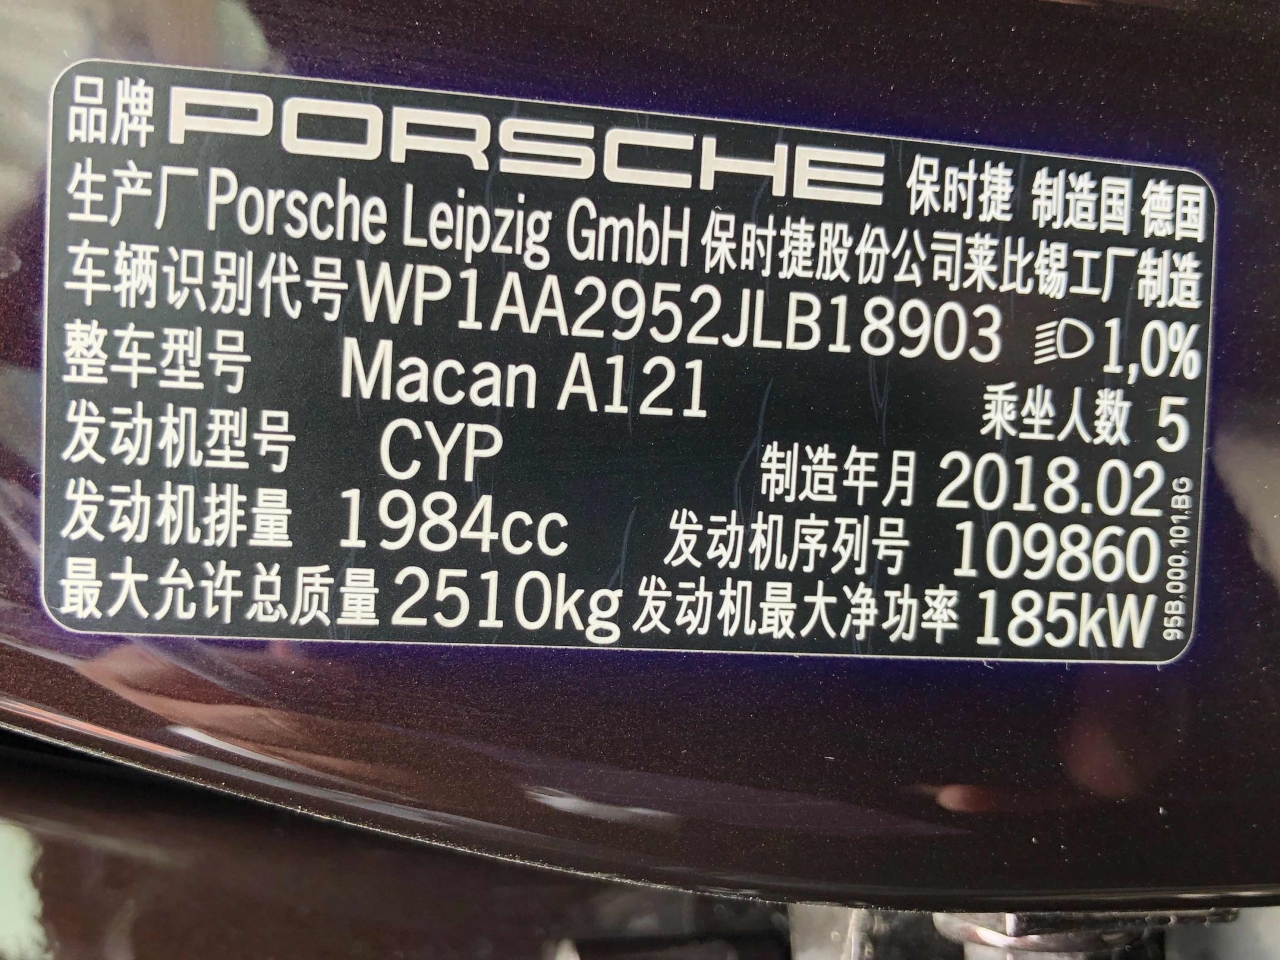 品牌 PORSCHE 保时捷 制造国 德国
生产厂 Porsche Leipzig GmbH 保时捷股份公司莱比锡工厂制造
车辆识别代号 WP1AA2952JLB18903 1,0%
整车型号 Macan A121 乘坐人数 5
发动机型号 CYP 制造年月 2018.02
发动机排量 1984cc 发动机序列号 109860
最大允许总质量 2510kg 发动机最大净功率 185kW
95B.000.101.BG